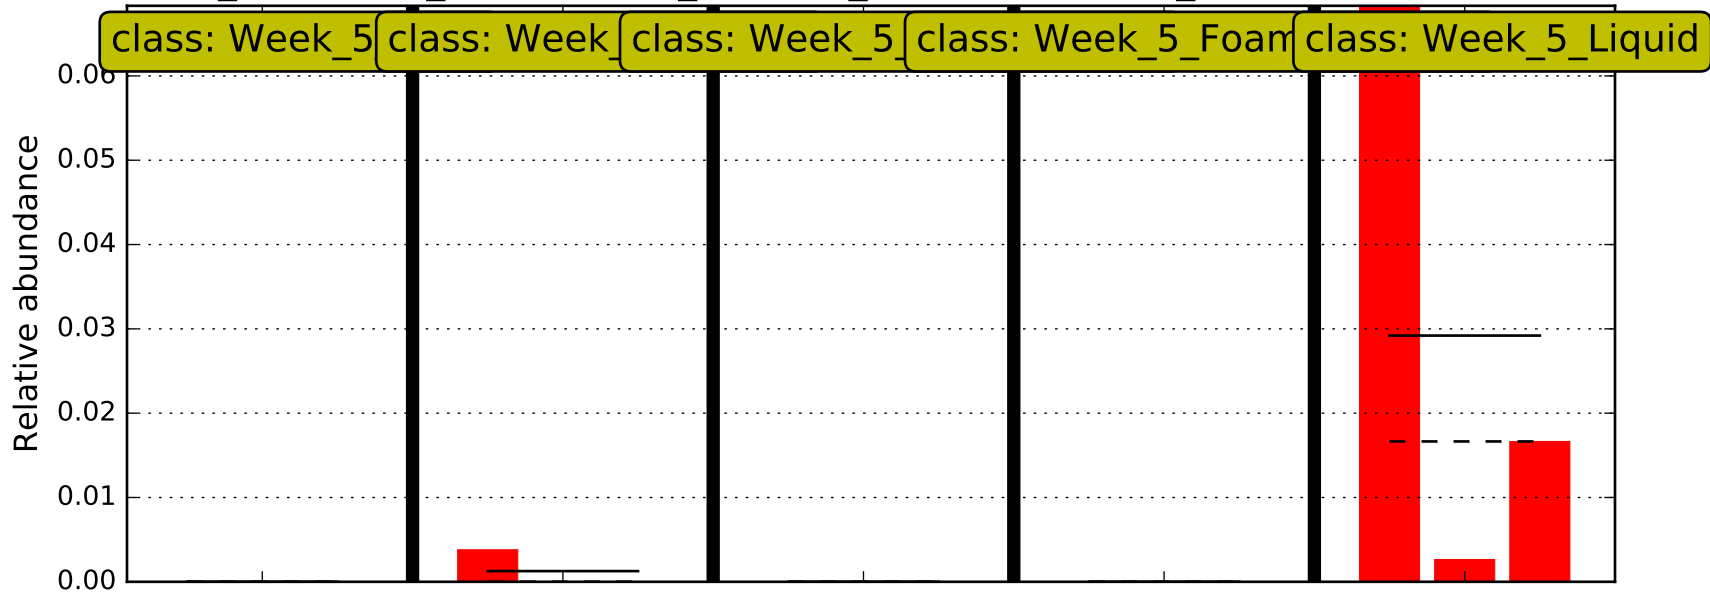 class: Week_5
class: Week_
class: Week_5_
class: Week_5_Foam
class: Week_5_Liquid
0.06
0.05
0.04
0.03
0.02
0.01
0.00
Relative abundance